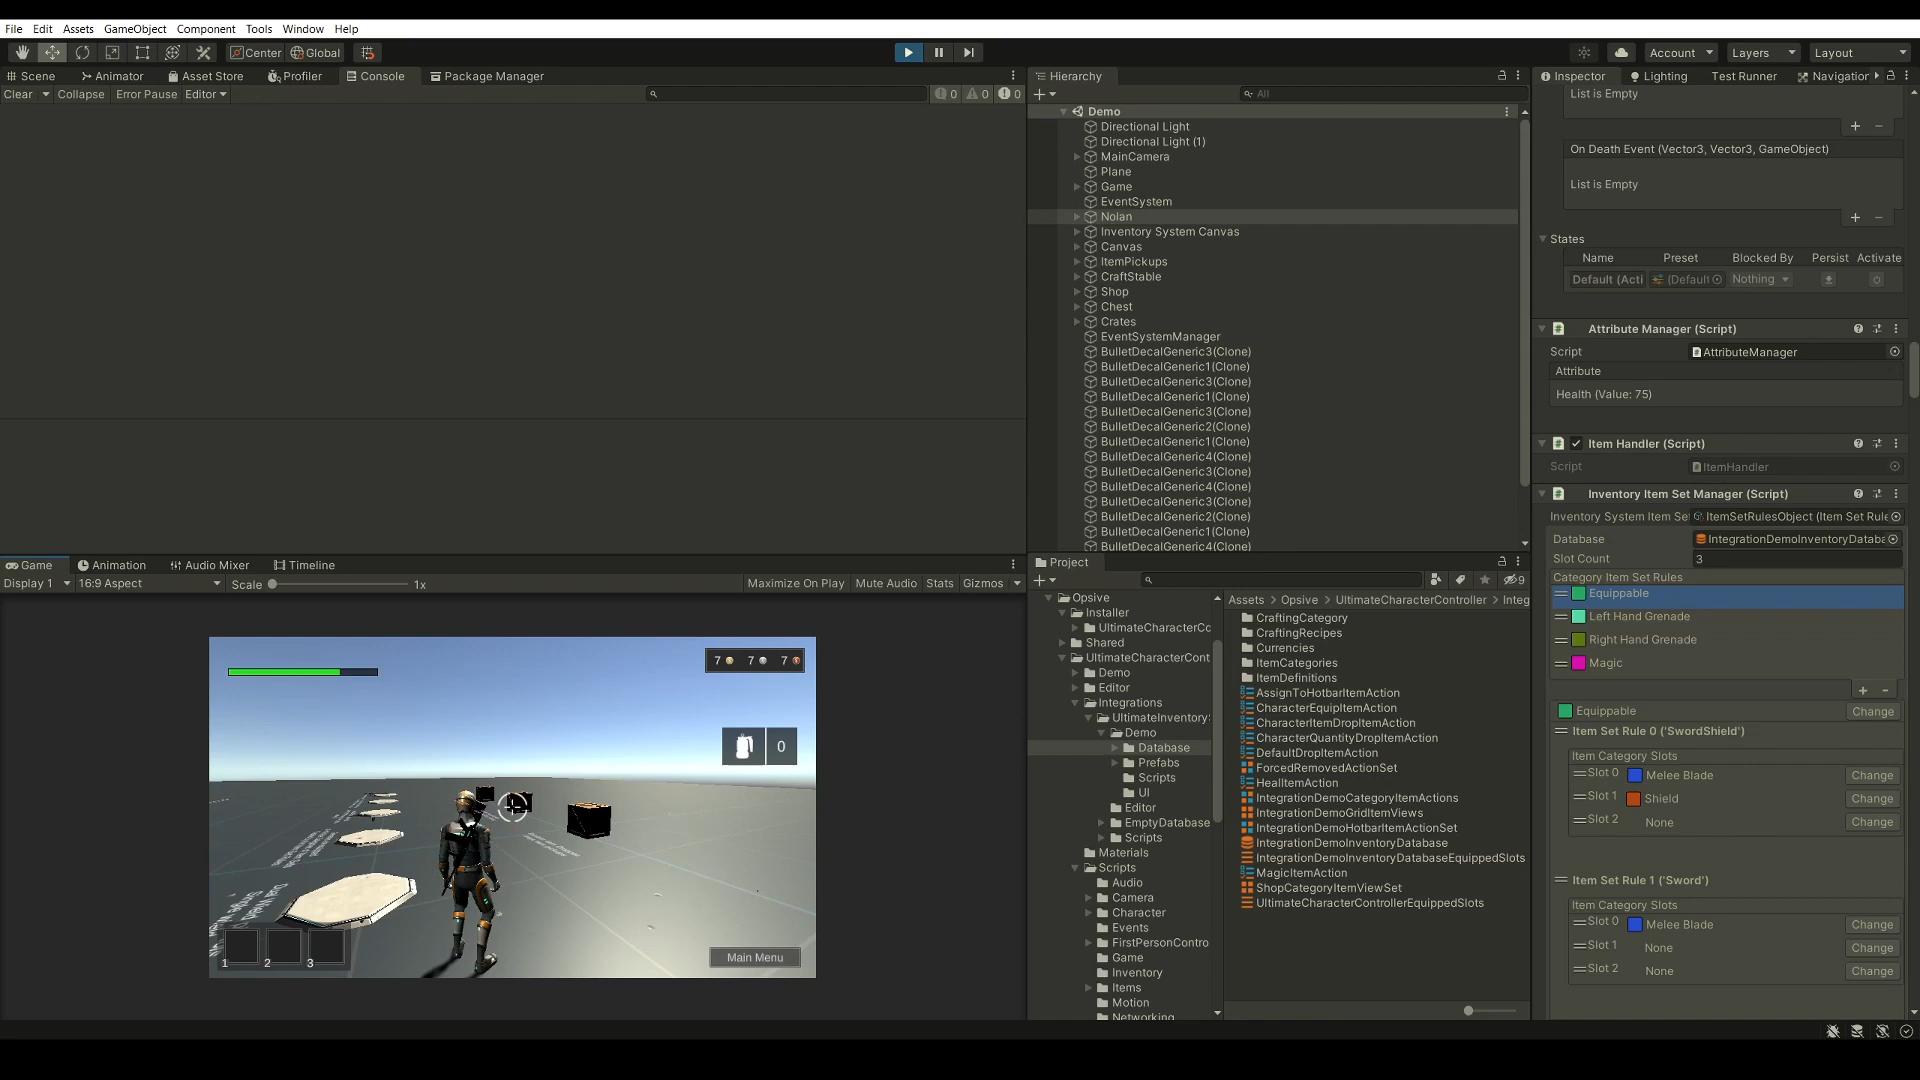 File Edit Assets GameObject Component Tools Window Help
Center Global Account Layers Layout
Scene Animator Asset Store Profiler Console Package Manager
Clear Collapse Error Pause Editor 0 0 0
Hierarchy
All
Demo
Directional Light
Directional Light (1)
MainCamera
Plane
Game
EventSystem
Nolan
Inventory System Canvas
Canvas
ItemPickups
CraftStable
Shop
Chest
Crates
EventSystemManager
BulletDecalGeneric3(Clone)
BulletDecalGeneric1(Clone)
BulletDecalGeneric3(Clone)
BulletDecalGeneric1(Clone)
BulletDecalGeneric3(Clone)
BulletDecalGeneric2(Clone)
BulletDecalGeneric1(Clone)
BulletDecalGeneric4(Clone)
BulletDecalGeneric3(Clone)
BulletDecalGeneric4(Clone)
BulletDecalGeneric3(Clone)
BulletDecalGeneric2(Clone)
BulletDecalGeneric1(Clone)
BulletDecalGeneric4(Clone)
Inspector Lighting Test Runner Navigation
List is Empty
On Death Event (Vector3, Vector3, GameObject)
List is Empty
States
Name Preset Blocked By Persist Activate
Default (Acti (Default Nothing
Attribute Manager (Script)
Script AttributeManager
Attribute
Health (Value: 75)
Item Handler (Script)
Script ItemHandler
Inventory Item Set Manager (Script)
Inventory System Item Se ItemSetRulesObject (Item Set Rule
Database IntegrationDemoInventoryDataba
Slot Count 3
Category Item Set Rules
Equippable
Left Hand Grenade
Right Hand Grenade
Magic
Equippable Change
Item Set Rule 0 ('SwordShield')
Item Category Slots
Slot 0 Melee Blade Change
Slot 1 Shield Change
Slot 2 None Change
Item Set Rule 1 ('Sword')
Item Category Slots
Slot 0 Melee Blade Change
Slot 1 None Change
Slot 2 None Change
Game Animation Audio Mixer Timeline
Display 1 16:9 Aspect Scale 1x Maximize On Play Mute Audio Stats Gizmos
7 7 7
0
1 2 3
Main Menu
Project
9
Opsive
Installer
UltimateCharacterCo
Shared
UltimateCharacterCont
Demo
Editor
Integrations
UltimateInventory
Demo
Database
Prefabs
Scripts
UI
Editor
EmptyDatabase
Scripts
Materials
Scripts
Audio
Camera
Character
Events
FirstPersonContro
Game
Inventory
Items
Motion
Networking
Assets > Opsive > UltimateCharacterController > Integ
CraftingCategory
CraftingRecipes
Currencies
ItemCategories
ItemDefinitions
AssignToHotbarItemAction
CharacterEquipItemAction
CharacterItemDropItemAction
CharacterQuantityDropItemAction
DefaultDropItemAction
ForcedRemovedActionSet
HealItemAction
IntegrationDemoCategoryItemActions
IntegrationDemoGridItemViews
IntegrationDemoHotbarItemActionSet
IntegrationDemoInventoryDatabase
IntegrationDemoInventoryDatabaseEquippedSlots
MagicItemAction
ShopCategoryItemViewSet
UltimateCharacterControllerEquippedSlots